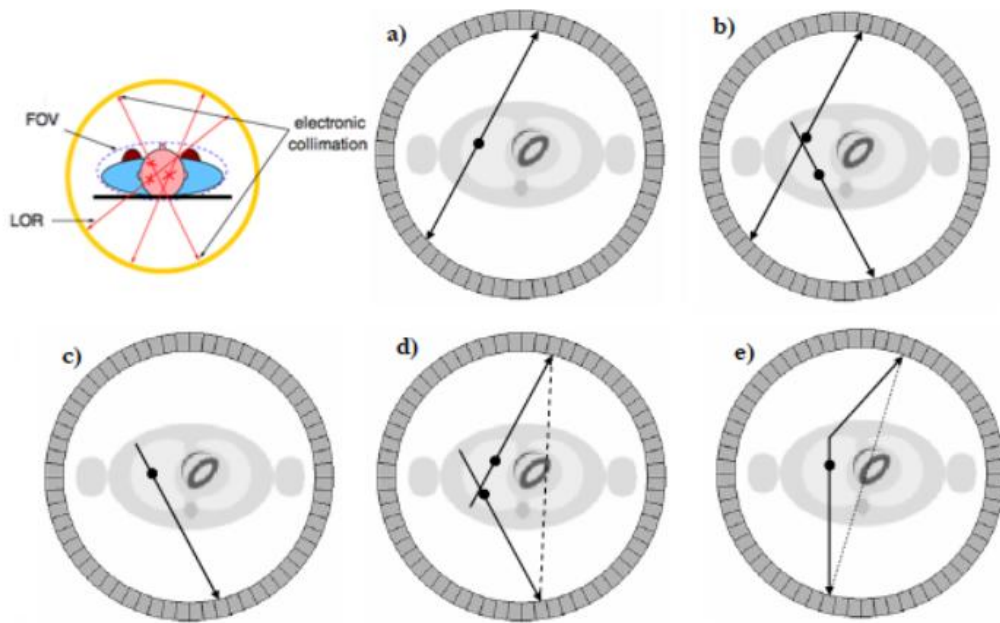 FOV
electronic
collimation
LOR
a)
b)
c)
d)
e)